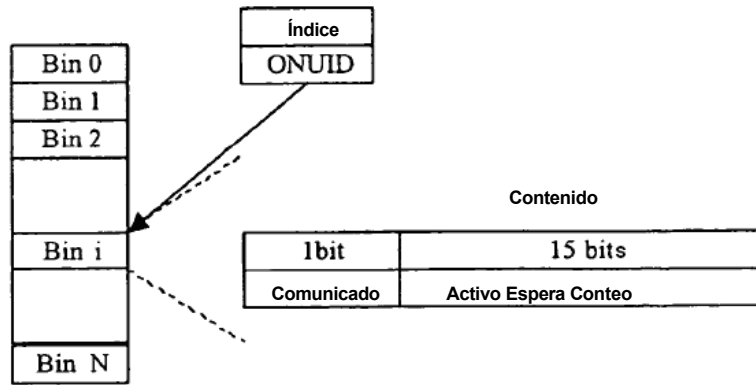 Índice
ONUID
Bin 0
Bin 1
Bin 2
Bin i
Bin N
Contenido
1bit 15 bits
Comunicado Activo Espera Conteo